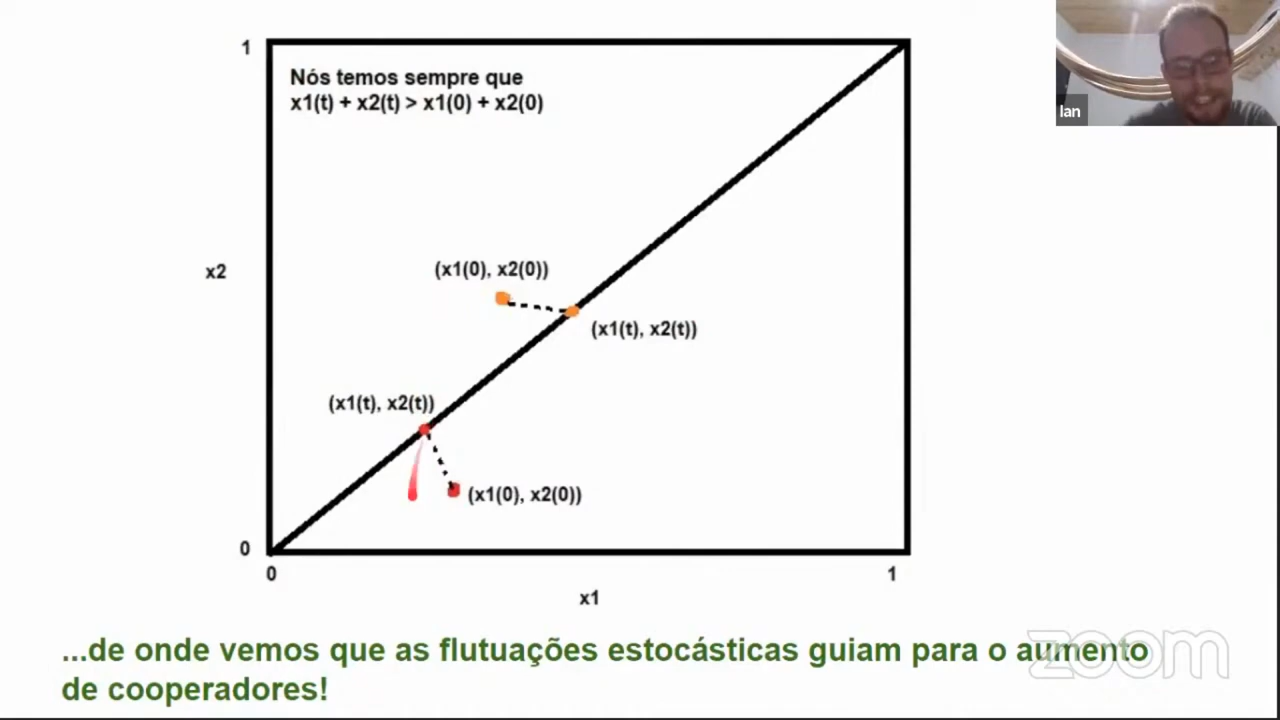 Ian
1
Nós temos sempre que
x1(t) + x2(t) > x1(0) + x2(0)
x2
(x1(0), x2(0))
(x1(t), x2(t))
(x1(t), x2(t))
(x1(0), x2(0))
0
0
1
x1
...de onde vemos que as flutuações estocásticas guiam para o aumento
de cooperadores!
zoom